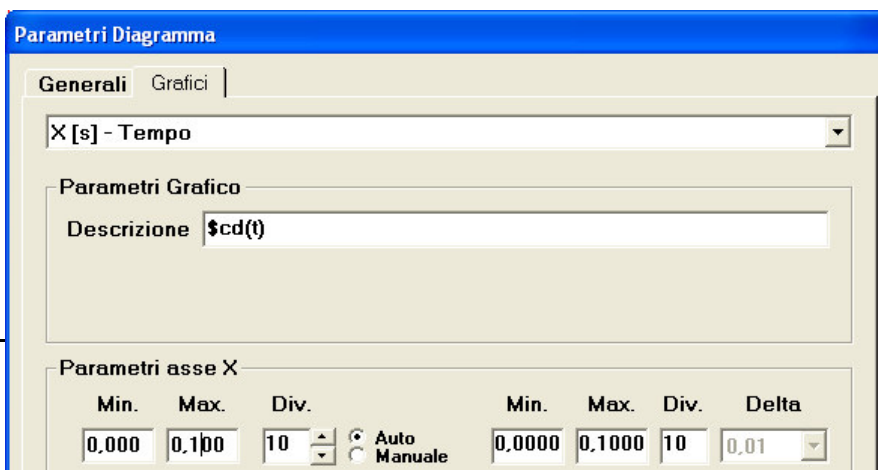 Parametri Diagramma
Generali Grafici
X [s] - Tempo
Parametri Grafico
Descrizione $cd(t)
Parametri asse X
Min. Max. Div. Min. Max. Div. Delta
0,000 0,100 10 Auto 0,0000 0,1000 10 0,01
Manuale